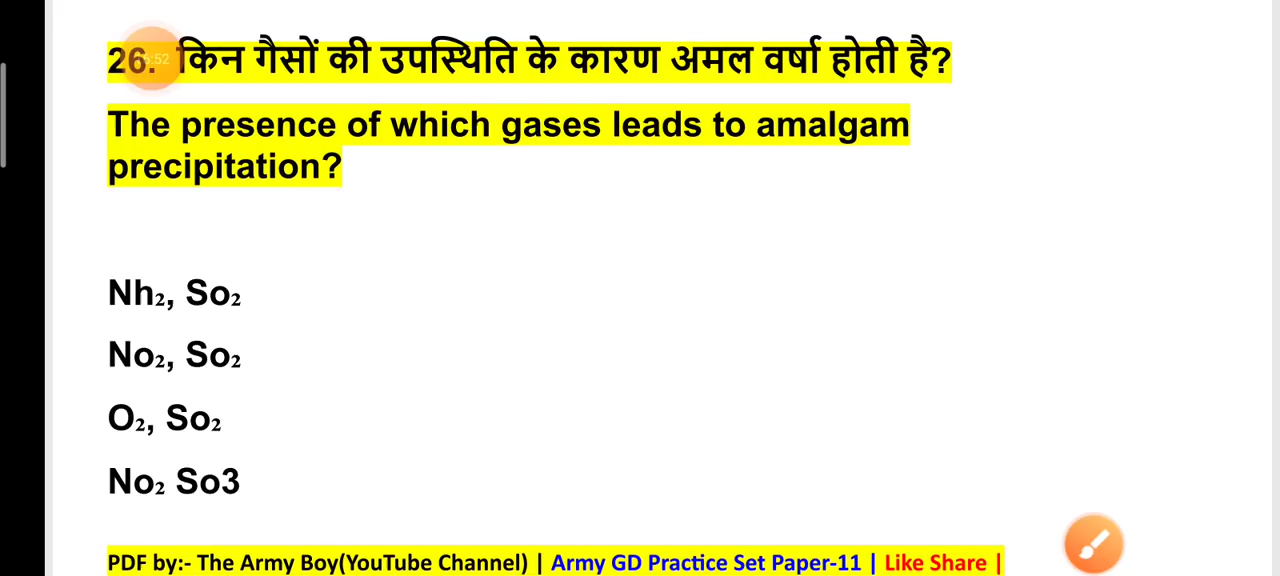 26. किन गैसों की उपस्थिति के कारण अमल वर्षा होती है?
The presence of which gases leads to amalgam
precipitation?
Nh₂, So₂
No₂, So₂
O₂, So₂
No₂ So3
PDF by:- The Army Boy(YouTube Channel) | Army GD Practice Set Paper-11 | Like Share |